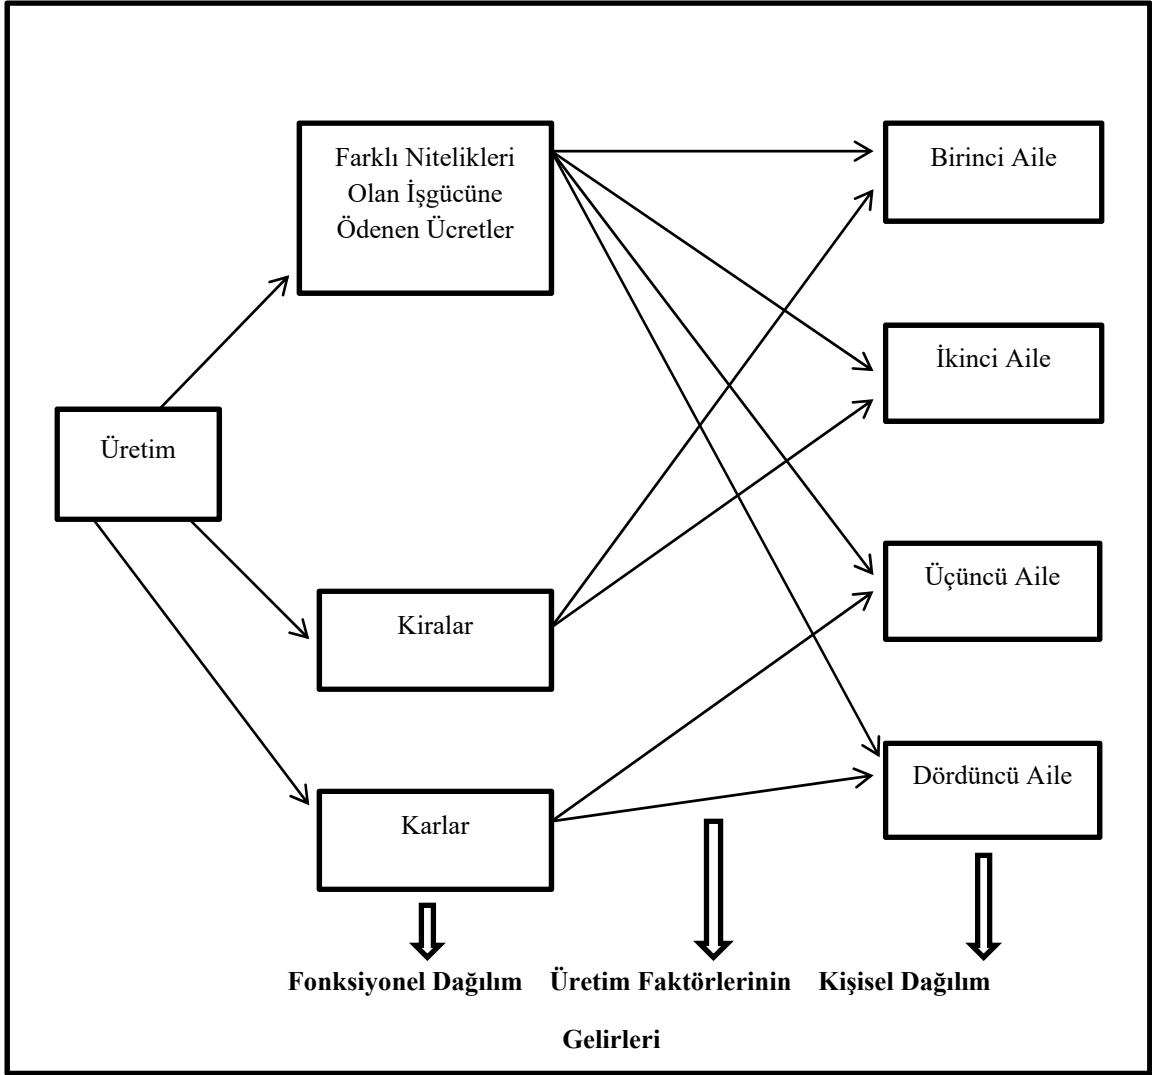 Farklı Nitelikleri
Olan İşgücüne
Ödenen Ücretler
Birinci Aile
İkinci Aile
Üretim
Üçüncü Aile
Kiralar
Dördüncü Aile
Karlar
Fonksiyonel Dağılım
Üretim Faktörlerinin
Gelirleri
Kişisel Dağılım